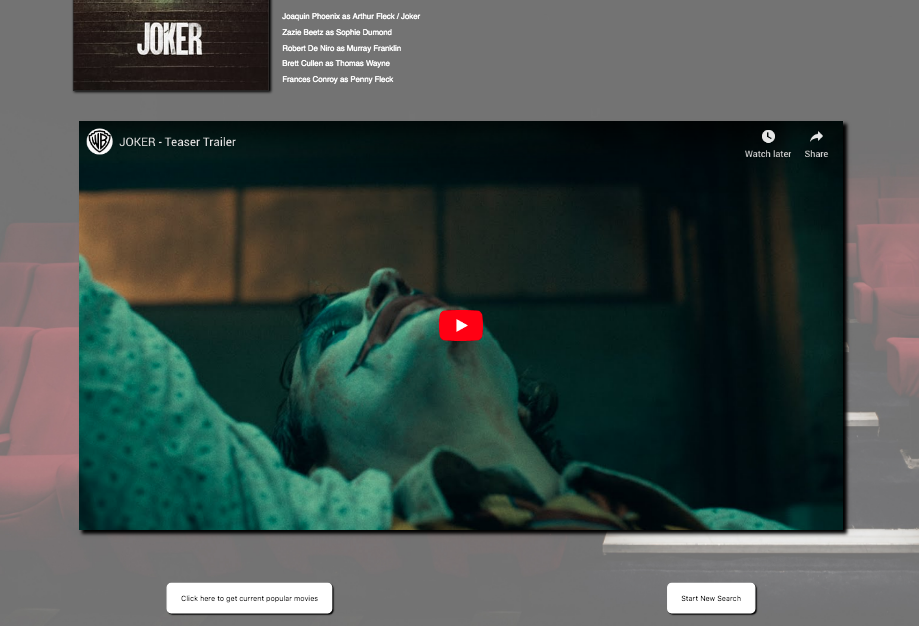 JOKER
Joaquin Phoenix as Arthur Fleck / Joker
Zazie Beetz as Sophie Dumond
Robert De Niro as Murray Franklin
Brett Cullen as Thomas Wayne
Frances Conroy as Penny Fleck
WB
JOKER - Teaser Trailer
Watch later
Share
Click here to get current popular movies
Start New Search